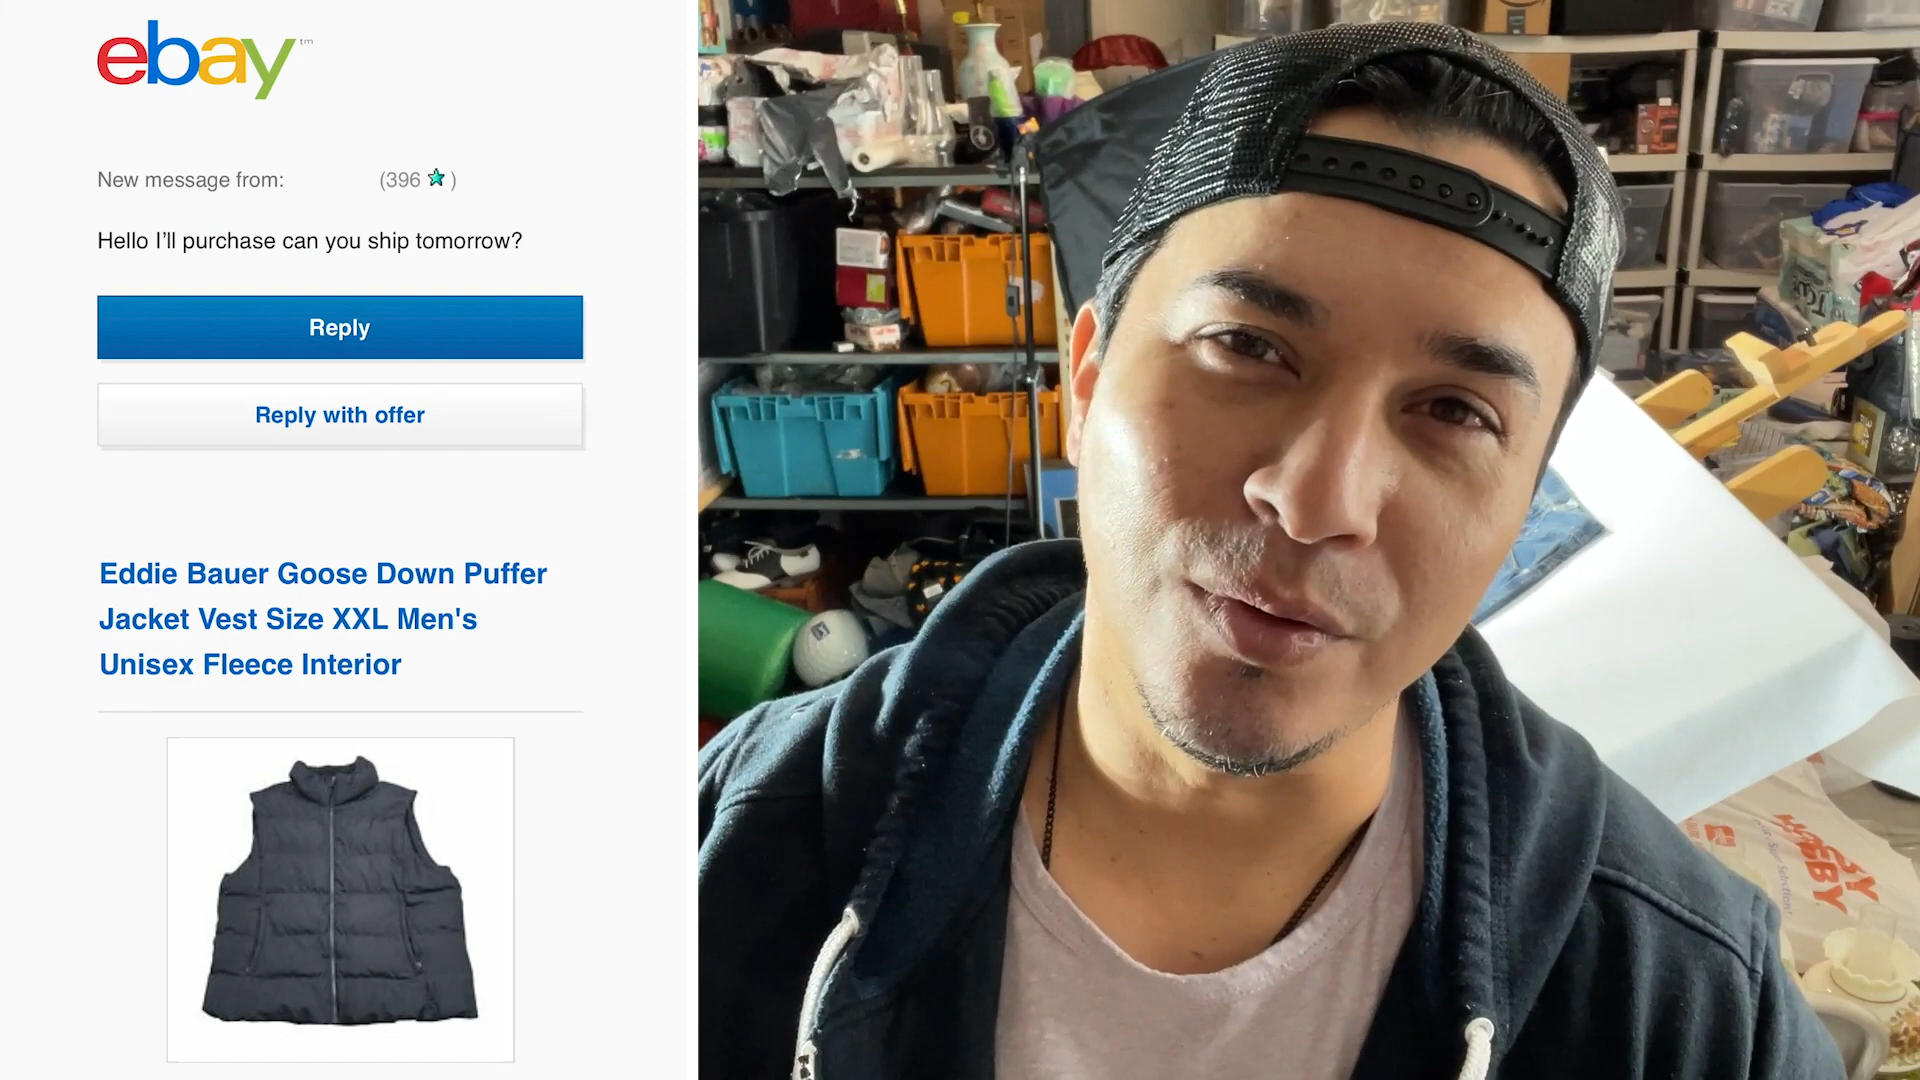 ebay™
New message from: (396 )
Hello I'll purchase can you ship tomorrow?
Reply
Reply with offer
Eddie Bauer Goose Down Puffer
Jacket Vest Size XXL Men's
Unisex Fleece Interior